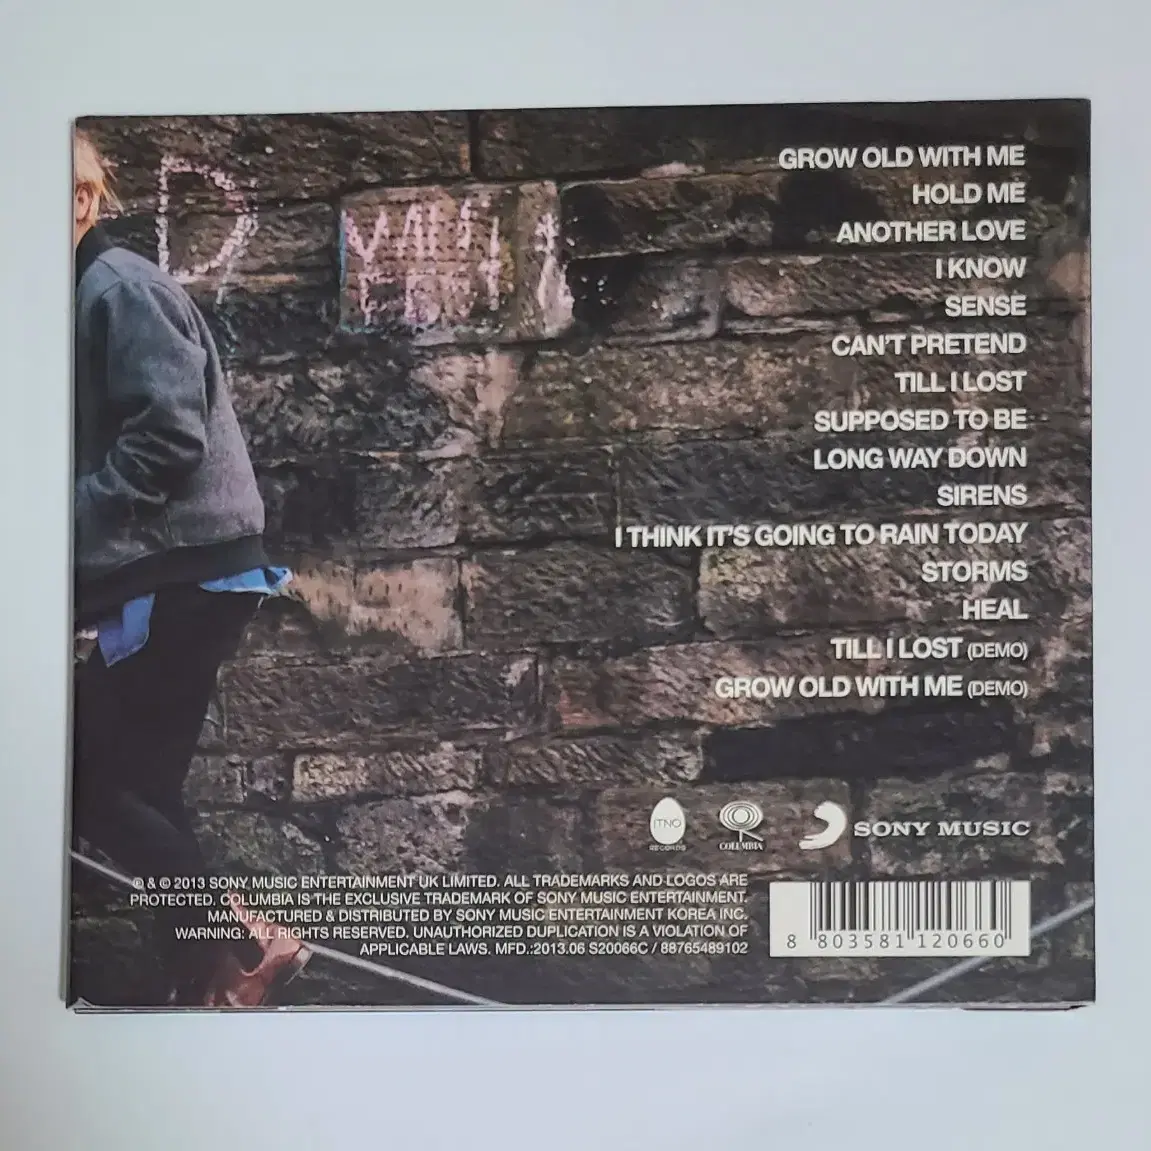 GROW OLD WITH ME
HOLD ME
ANOTHER LOVE
I KNOW
SENSE
CAN'T PRETEND
TILL I LOST
SUPPOSED TO BE
LONG WAY DOWN
SIRENS
I THINK IT'S GOING TO RAIN TODAY
STORMS
HEAL
TILL I LOST (DEMO)
GROW OLD WITH ME (DEMO)
ITNO
RECORDS
COLUMBIA
SONY MUSIC
℗ & © 2013 SONY MUSIC ENTERTAINMENT UK LIMITED. ALL TRADEMARKS AND LOGOS ARE
PROTECTED. COLUMBIA IS THE EXCLUSIVE TRADEMARK OF SONY MUSIC ENTERTAINMENT.
MANUFACTURED & DISTRIBUTED BY SONY MUSIC ENTERTAINMENT KOREA INC.
WARNING: ALL RIGHTS RESERVED. UNAUTHORIZED DUPLICATION IS A VIOLATION OF
APPLICABLE LAWS. MFD.:2013.06 S20066C / 88765489102
8 803581 120660